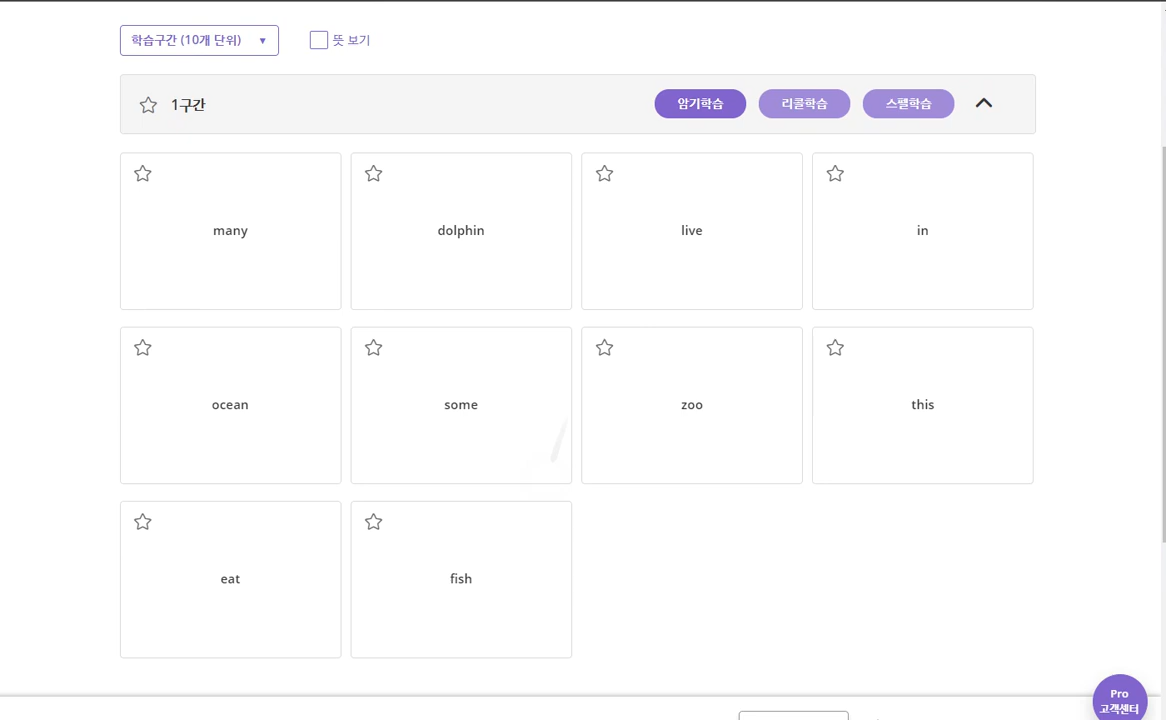 학습구간 (10개 단위) ▼ 뜻 보기
1구간 암기학습 리콜학습 스펠학습
many dolphin live in
ocean some zoo this
eat fish
Pro
고객센터